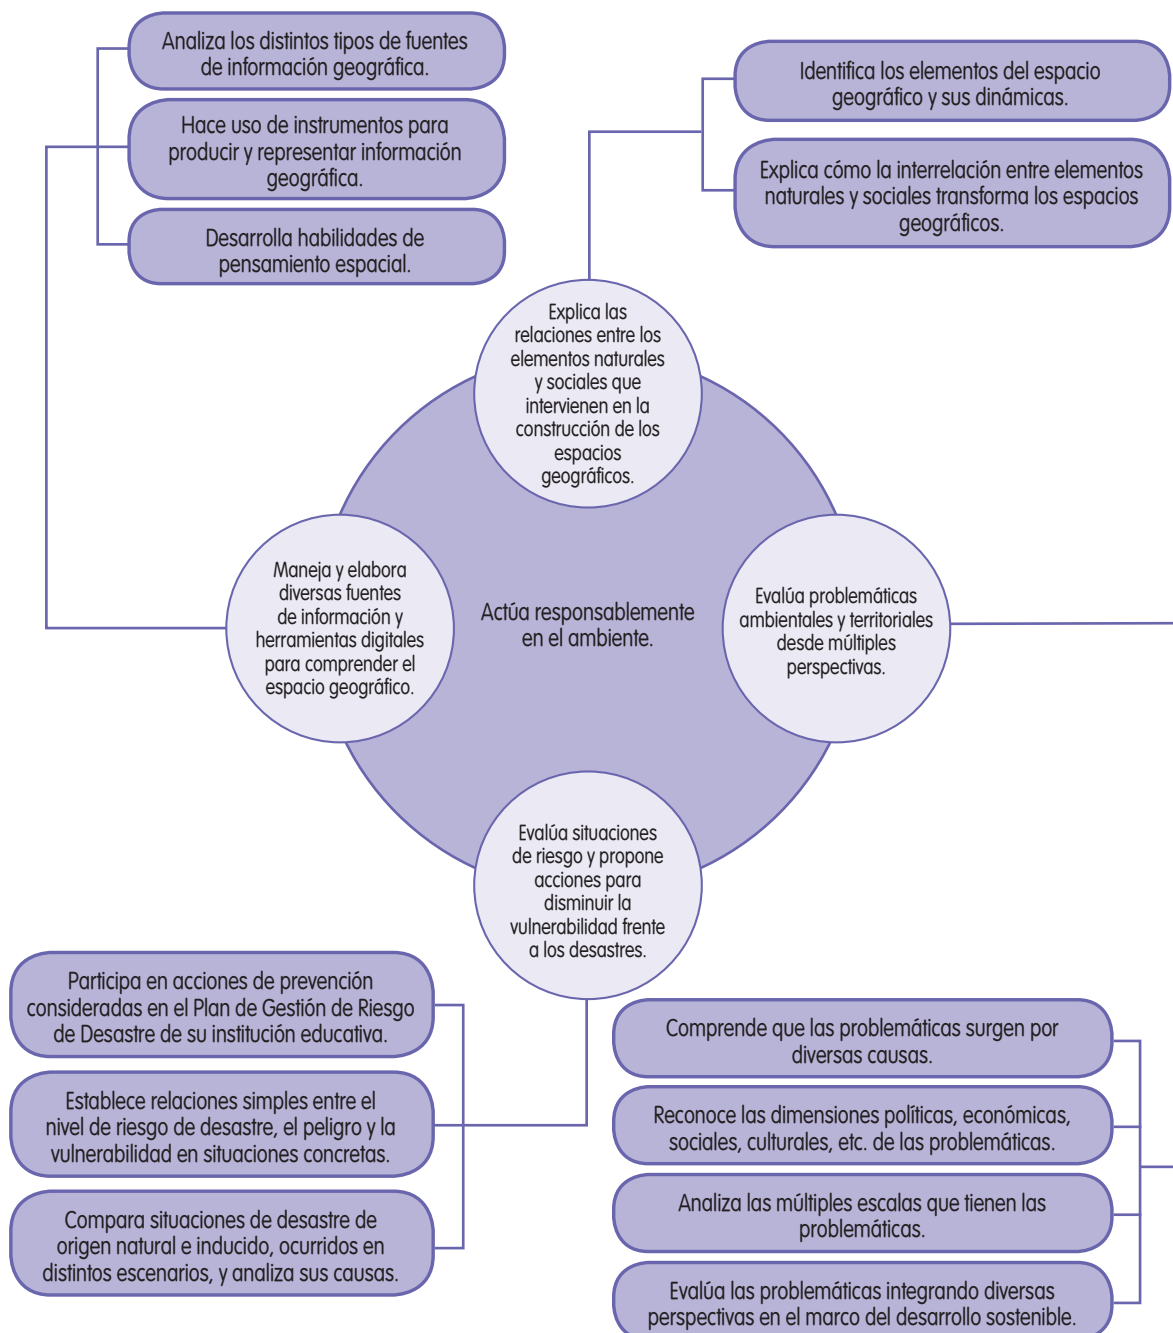 Analiza los distintos tipos de fuentes
de información geográfica.
Hace uso de instrumentos para
producir y representar información
geográfica.
Desarrolla habilidades de
pensamiento espacial.
Identifica los elementos del espacio
geográfico y sus dinámicas.
Explica cómo la interrelación entre elementos
naturales y sociales transforma los espacios
geográficos.
Explica las
relaciones entre los
elementos naturales
y sociales que
intervienen en la
construcción de los
espacios
geográficos.
Maneja y elabora
diversas fuentes
de información y
herramientas digitales
para comprender el
espacio geográfico.
Actúa responsablemente
en el ambiente.
Evalúa problemáticas
ambientales y territoriales
desde múltiples
perspectivas.
Evalúa situaciones
de riesgo y propone
acciones para
disminuir la
vulnerabilidad frente
a los desastres.
Participa en acciones de prevención
consideradas en el Plan de Gestión de Riesgo
de Desastre de su institución educativa.
Establece relaciones simples entre el
nivel de riesgo de desastre, el peligro y la
vulnerabilidad en situaciones concretas.
Compara situaciones de desastre de
origen natural e inducido, ocurridos en
distintos escenarios, y analiza sus causas.
Comprende que las problemáticas surgen por
diversas causas.
Reconoce las dimensiones políticas, económicas,
sociales, culturales, etc. de las problemáticas.
Analiza las múltiples escalas que tienen las
problemáticas.
Evalúa las problemáticas integrando diversas
perspectivas en el marco del desarrollo sostenible.